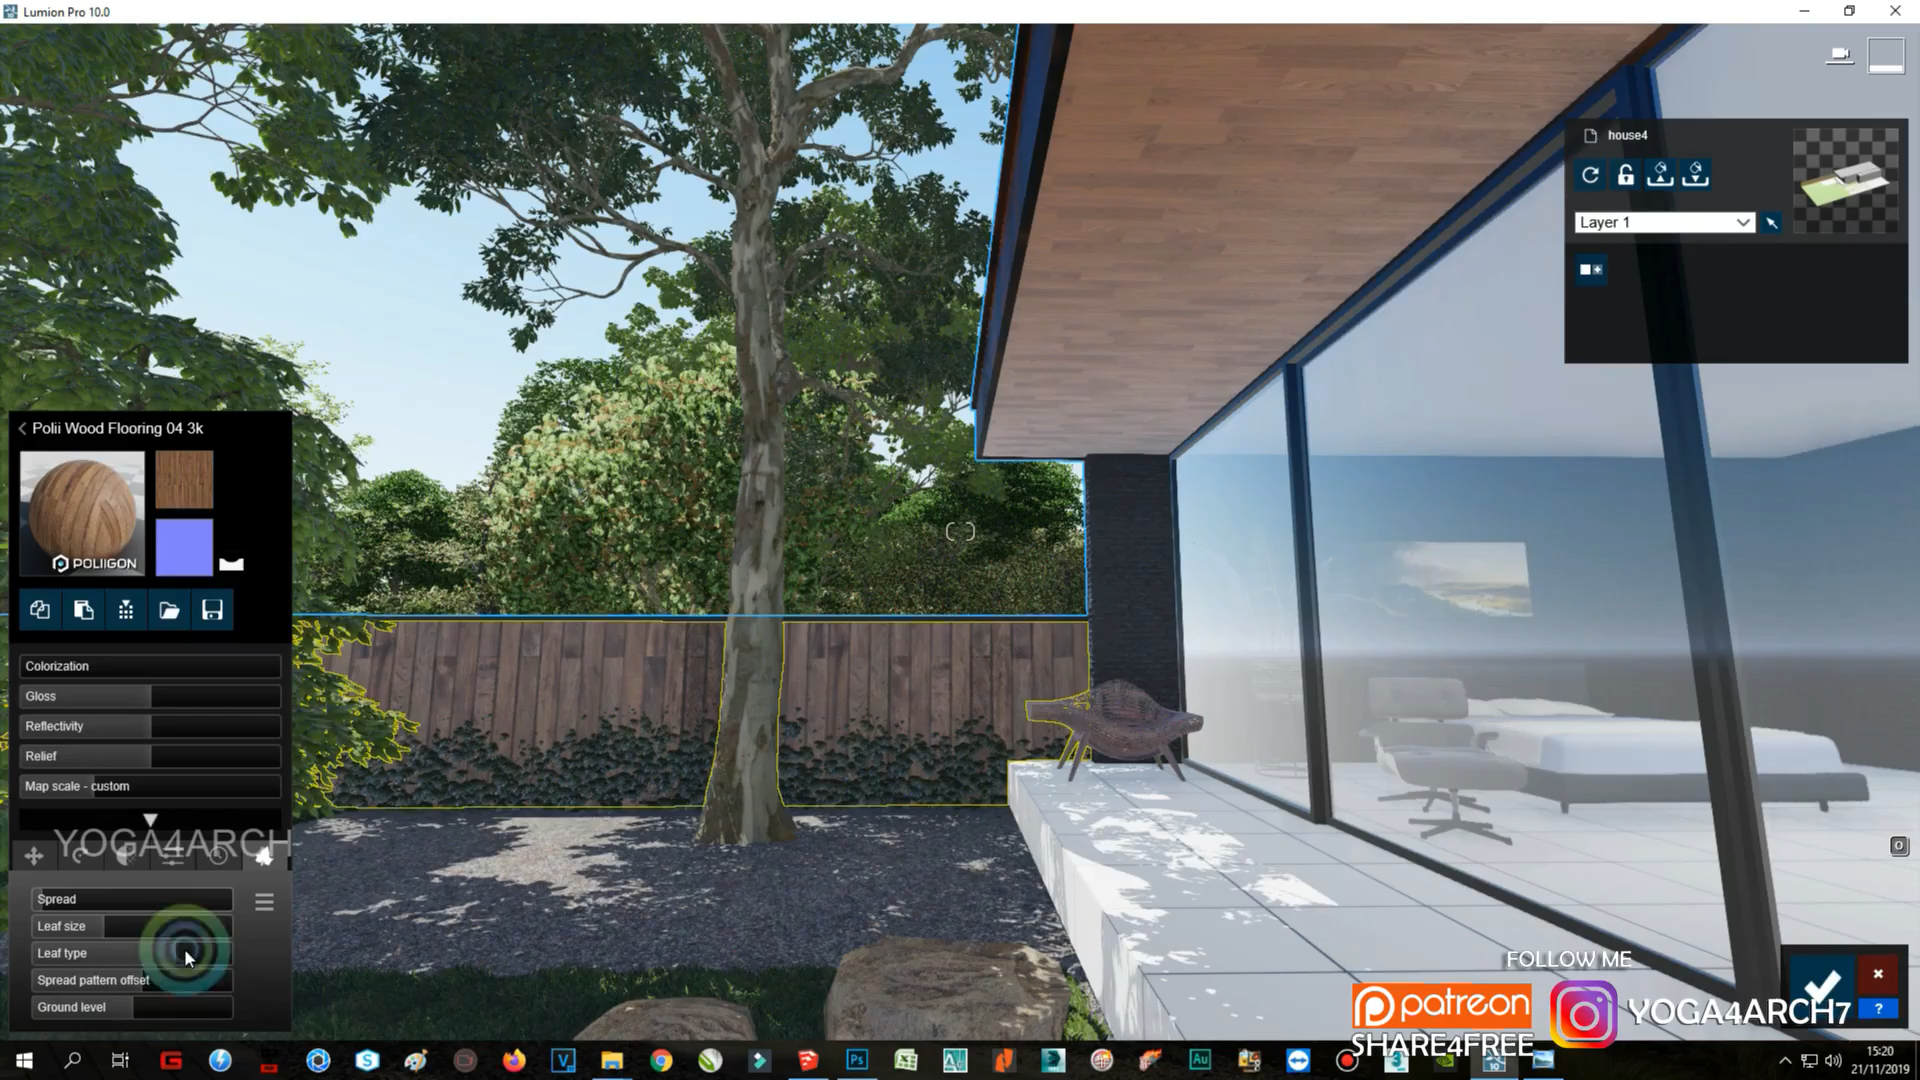 Lumion Pro 10.0
house4
Layer 1
Polii Wood Flooring 04 3k
POLIIGON
Colorization
Gloss
Reflectivity
Relief
Map scale - custom
YOGA4ARCH
Spread
Leaf size
Leaf type
Spread pattern offset
Ground level
FOLLOW ME
patreon
YOGA4ARCH7
SHARE4FREE
?
15:20
21/11/2019